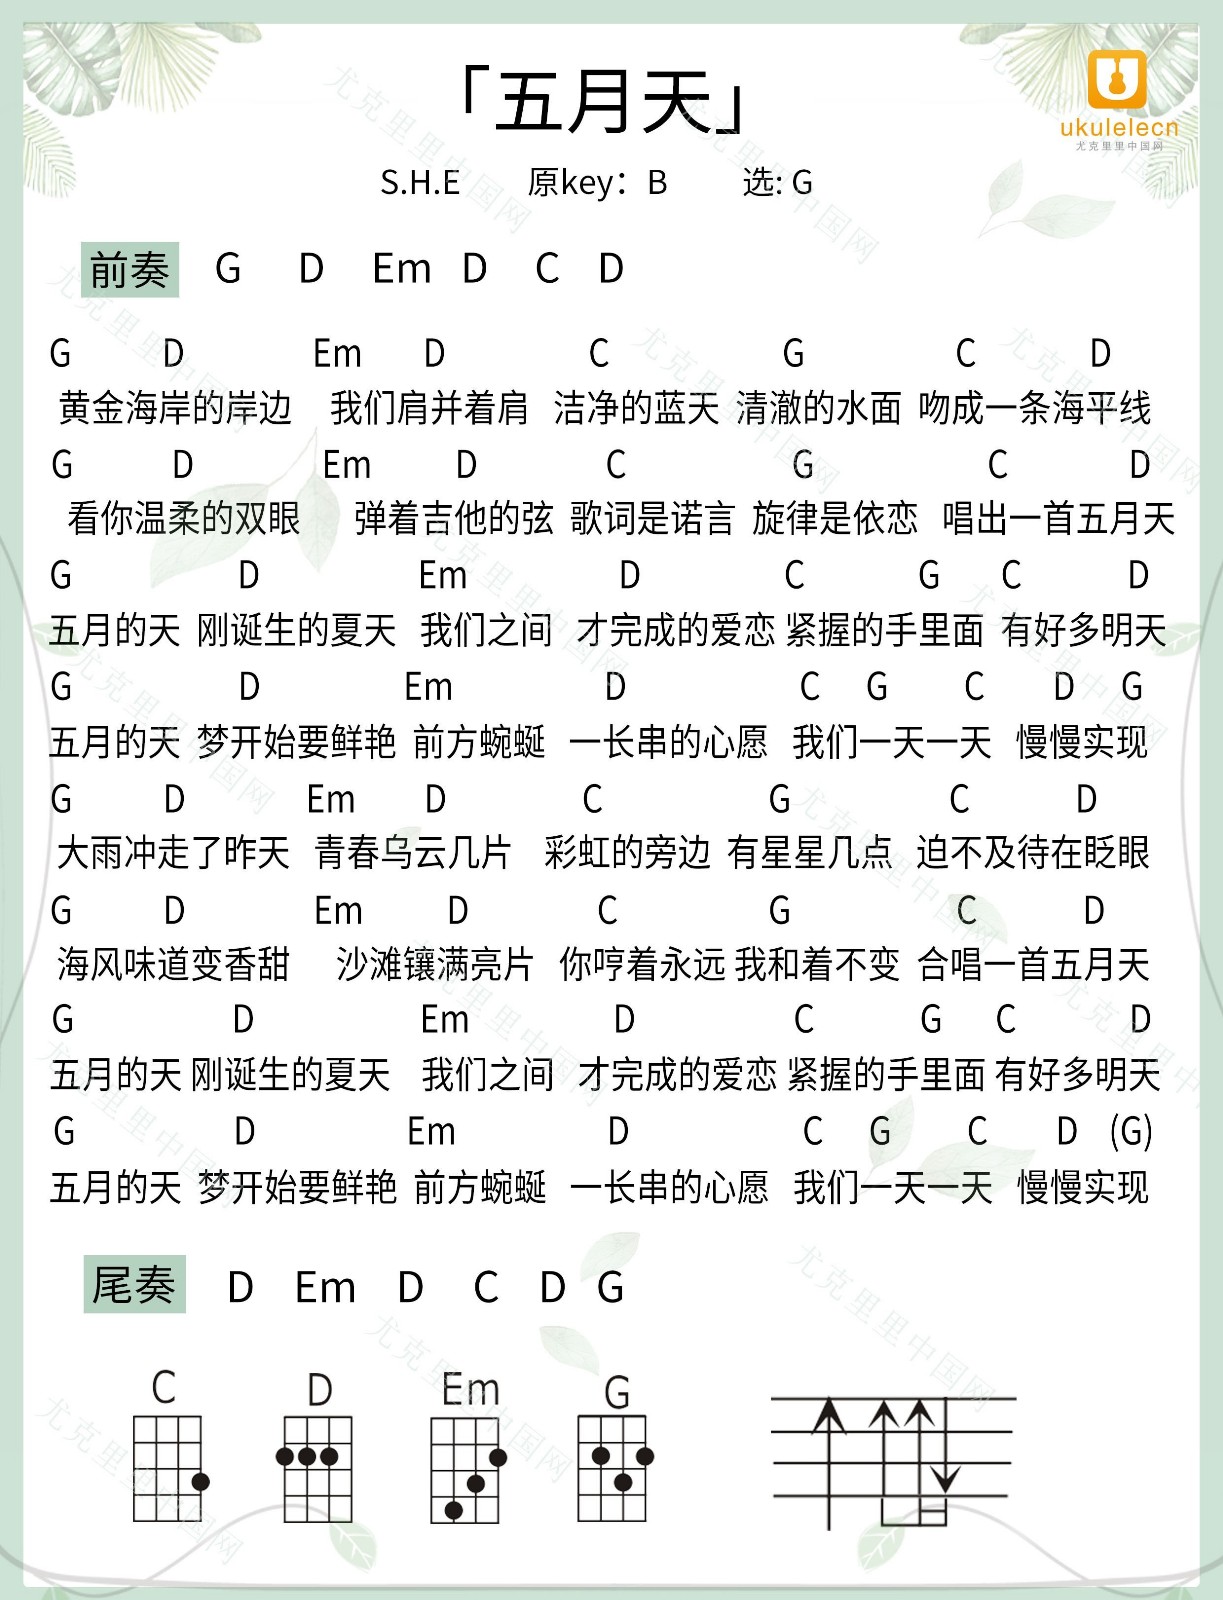 「五月天」
ukulelecn
尤克里里中国网
S.H.E 原key：B 选: G
前奏 G D Em D C D
G D Em D C G C D
黄金海岸的岸边 我们肩并着肩 洁净的蓝天 清澈的水面 吻成一条海平线
G D Em D C G C D
看你温柔的双眼 弹着吉他的弦 歌词是诺言 旋律是依恋 唱出一首五月天
G D Em D C G C D
五月的天 刚诞生的夏天 我们之间 才完成的爱恋 紧握的手里面 有好多明天
G D Em D C G C D G
五月的天 梦开始要鲜艳 前方蜿蜒 一长串的心愿 我们一天一天 慢慢实现
G D Em D C G C D
大雨冲走了昨天 青春乌云几片 彩虹的旁边 有星星几点 迫不及待在眨眼
G D Em D C G C D
海风味道变香甜 沙滩镶满亮片 你哼着永远 我和着不变 合唱一首五月天
G D Em D C G C D
五月的天 刚诞生的夏天 我们之间 才完成的爱恋 紧握的手里面 有好多明天
G D Em D C G C D (G)
五月的天 梦开始要鲜艳 前方蜿蜒 一长串的心愿 我们一天一天 慢慢实现
尾奏 D Em D C D G
C D Em G